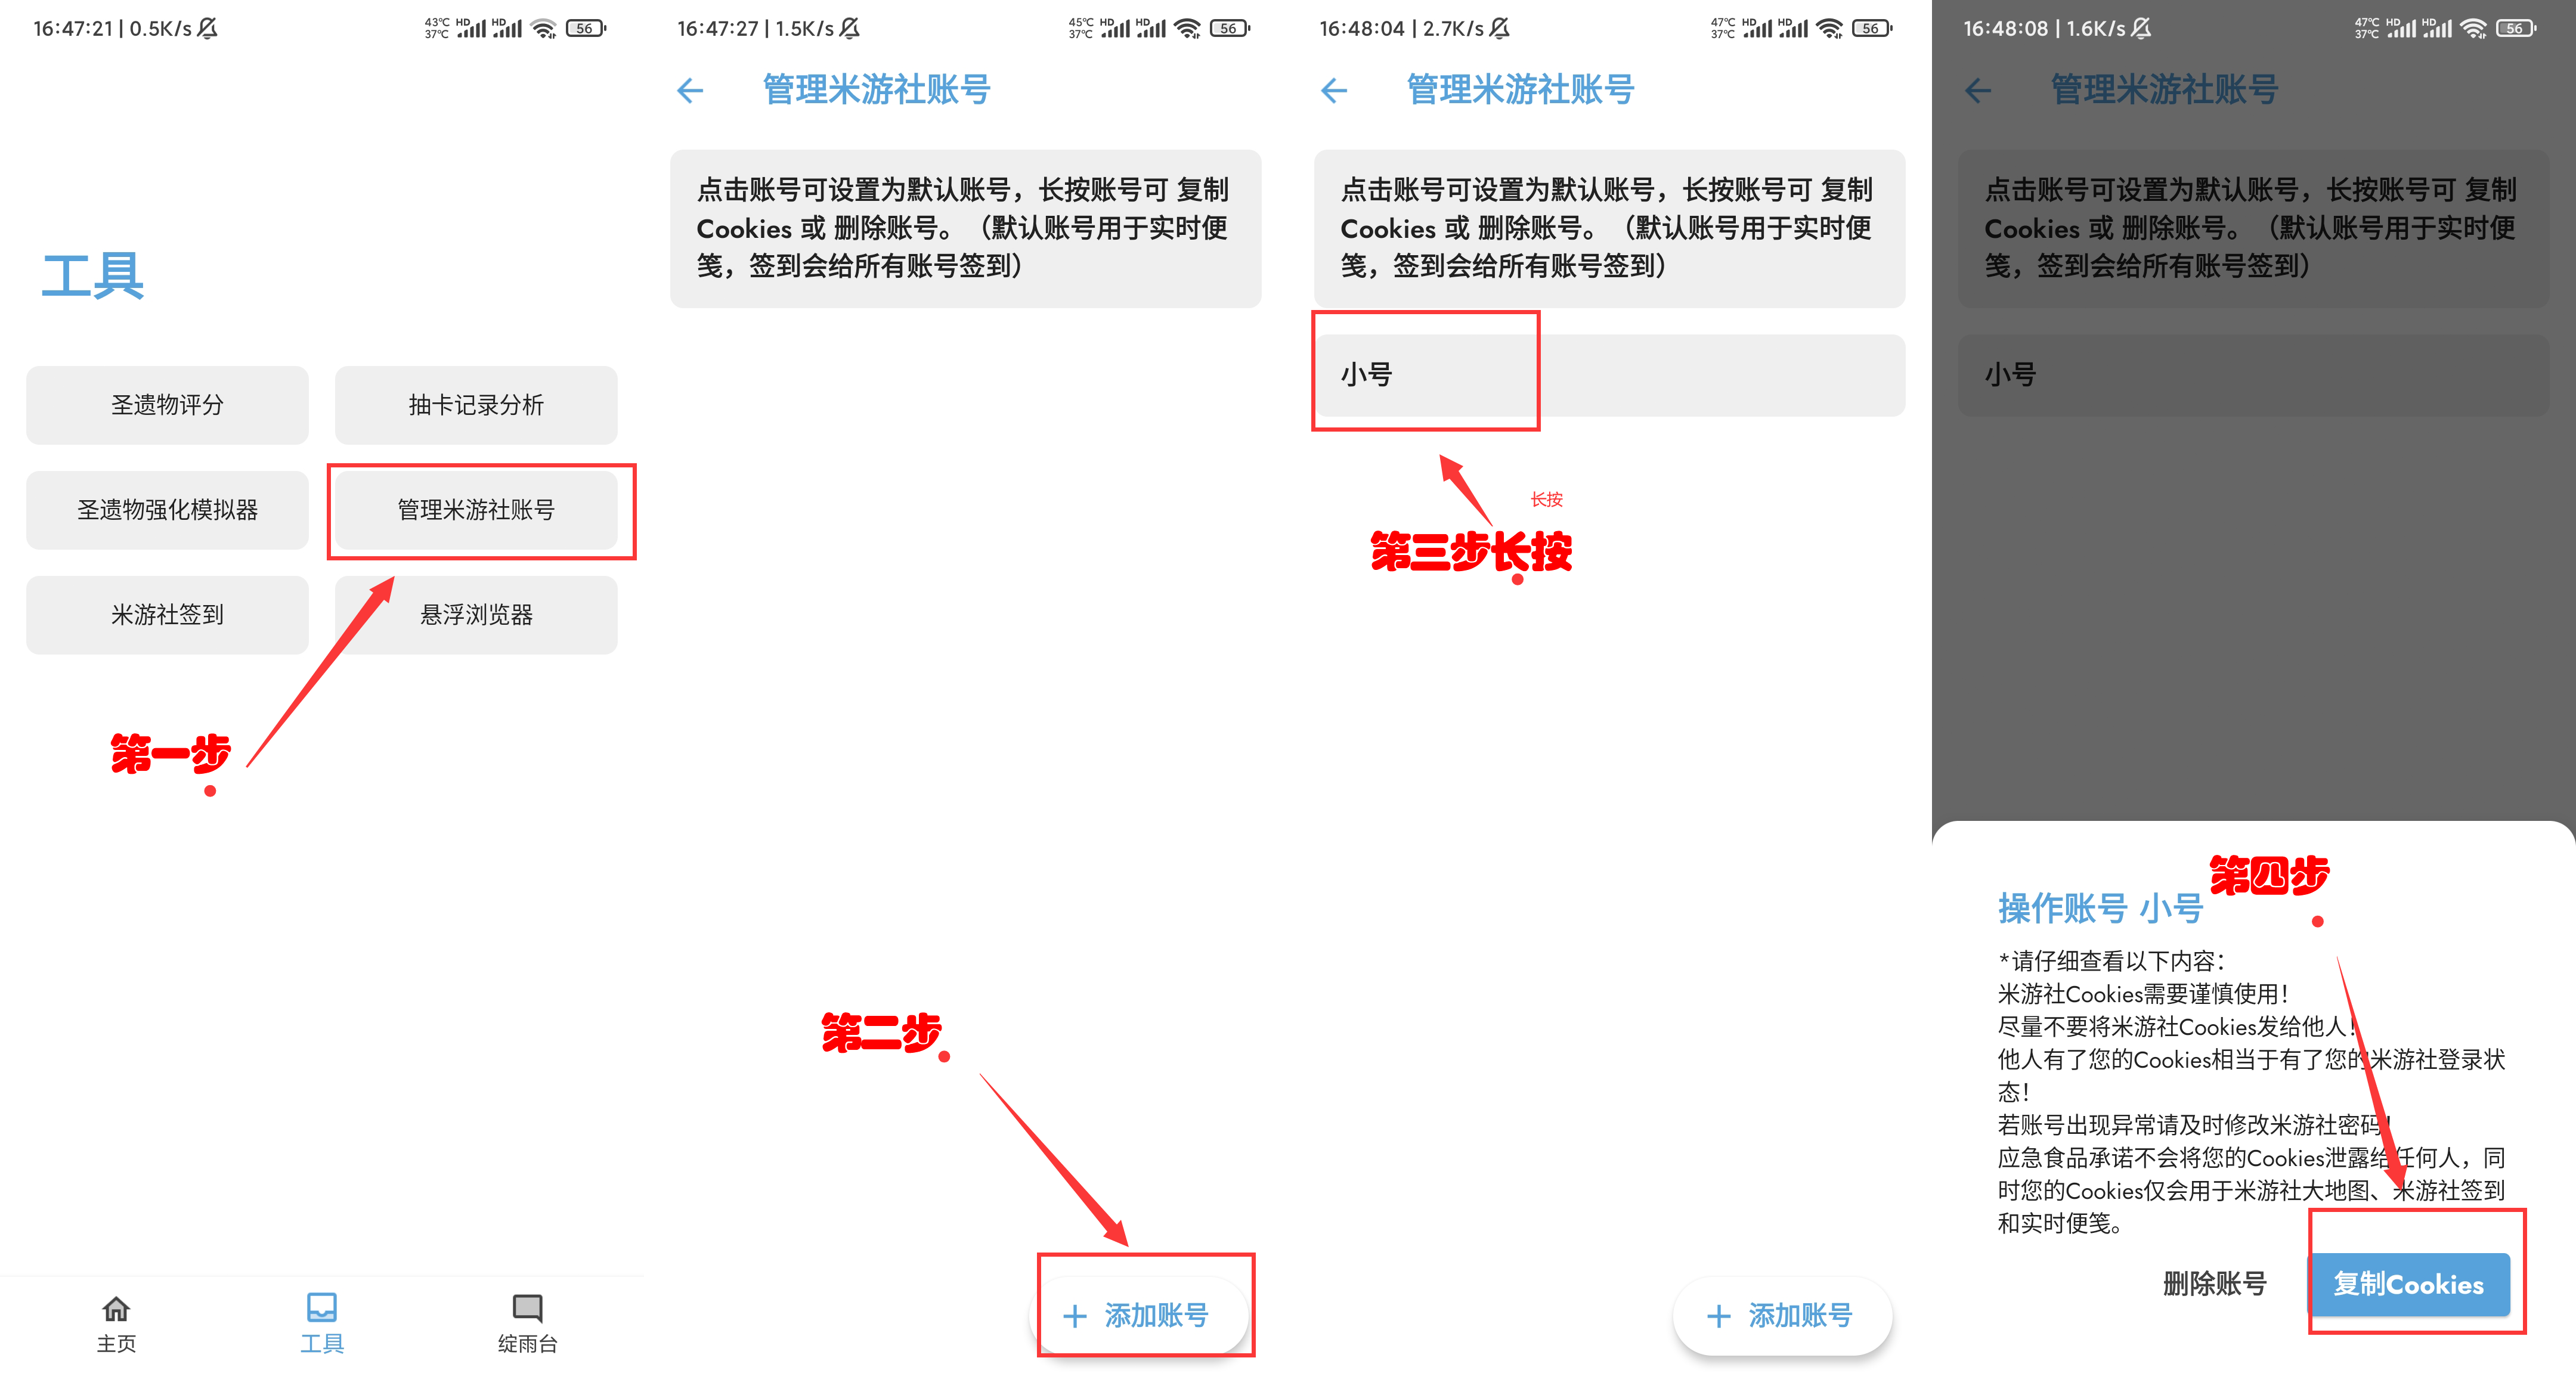 16:47:21 | 0.5K/s
43°C
37°C
HD
HD
56
工具
圣遗物评分
抽卡记录分析
圣遗物强化模拟器
管理米游社账号
米游社签到
悬浮浏览器
第一步
主页
工具
绽雨台
16:47:27 | 1.5K/s
45°C
37°C
HD
HD
56
管理米游社账号
点击账号可设置为默认账号，长按账号可 复制
Cookies 或 删除账号。（默认账号用于实时便
笺，签到会给所有账号签到）
第二步
添加账号
16:48:04 | 2.7K/s
47°C
37°C
HD
HD
56
管理米游社账号
点击账号可设置为默认账号，长按账号可 复制
Cookies 或 删除账号。（默认账号用于实时便
笺，签到会给所有账号签到）
小号
长按
第三步长按
添加账号
16:48:08 | 1.6K/s
47°C
37°C
HD
HD
56
管理米游社账号
点击账号可设置为默认账号，长按账号可 复制
Cookies 或 删除账号。（默认账号用于实时便
笺，签到会给所有账号签到）
小号
第四步
操作账号 小号
*请仔细查看以下内容：
米游社Cookies需要谨慎使用！
尽量不要将米游社Cookies发给他人！
他人有了您的Cookies相当于有了您的米游社登录状
态！
若账号出现异常请及时修改米游社密码！
应急食品承诺不会将您的Cookies泄露给任何人，同
时您的Cookies仅会用于米游社大地图、米游社签到
和实时便笺。
删除账号
复制Cookies